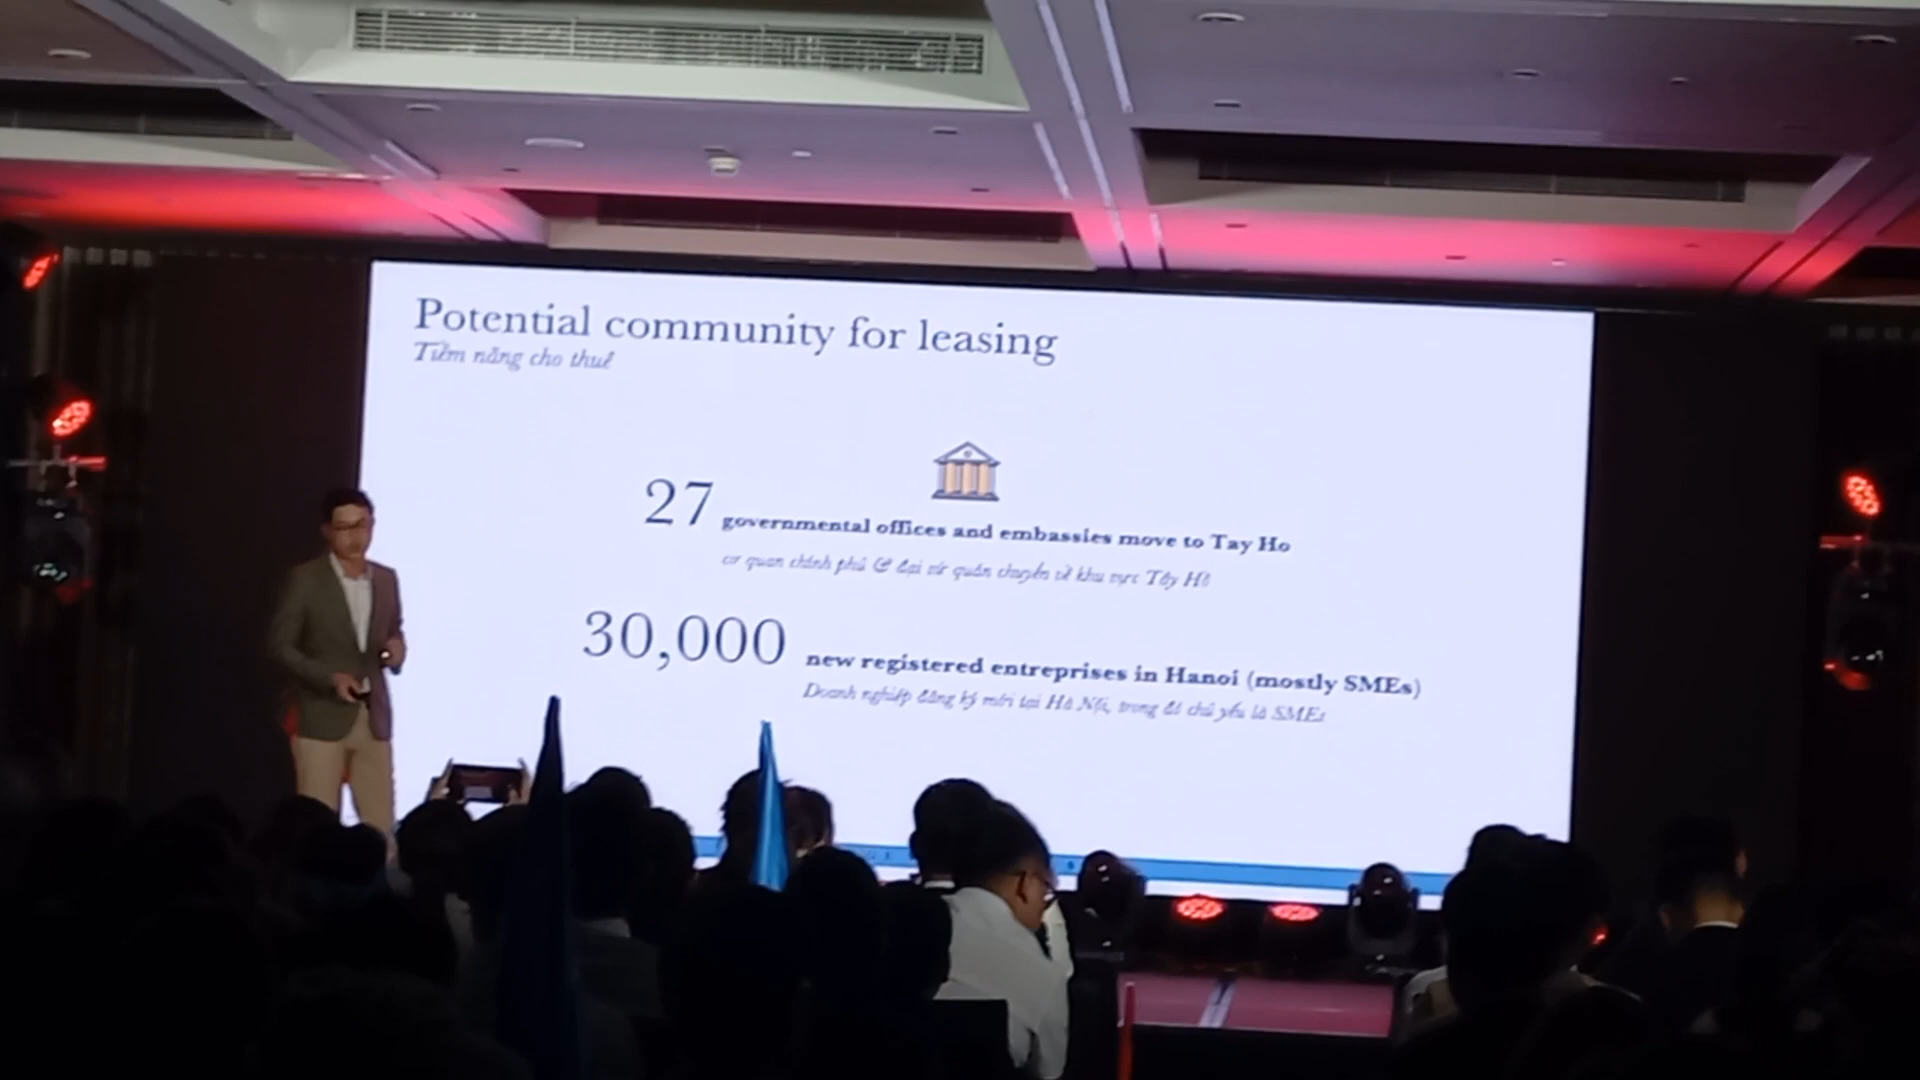 Potential community for leasing
Tiềm năng cho thuê
27 governmental offices and embassies move to Tay Ho
cơ quan chính phủ & đại sứ quán chuyển về khu vực Tây Hồ
30,000 new registered entreprises in Hanoi (mostly SMEs)
Doanh nghiệp đăng ký mới tại Hà Nội, trong đó chủ yếu là SMEs